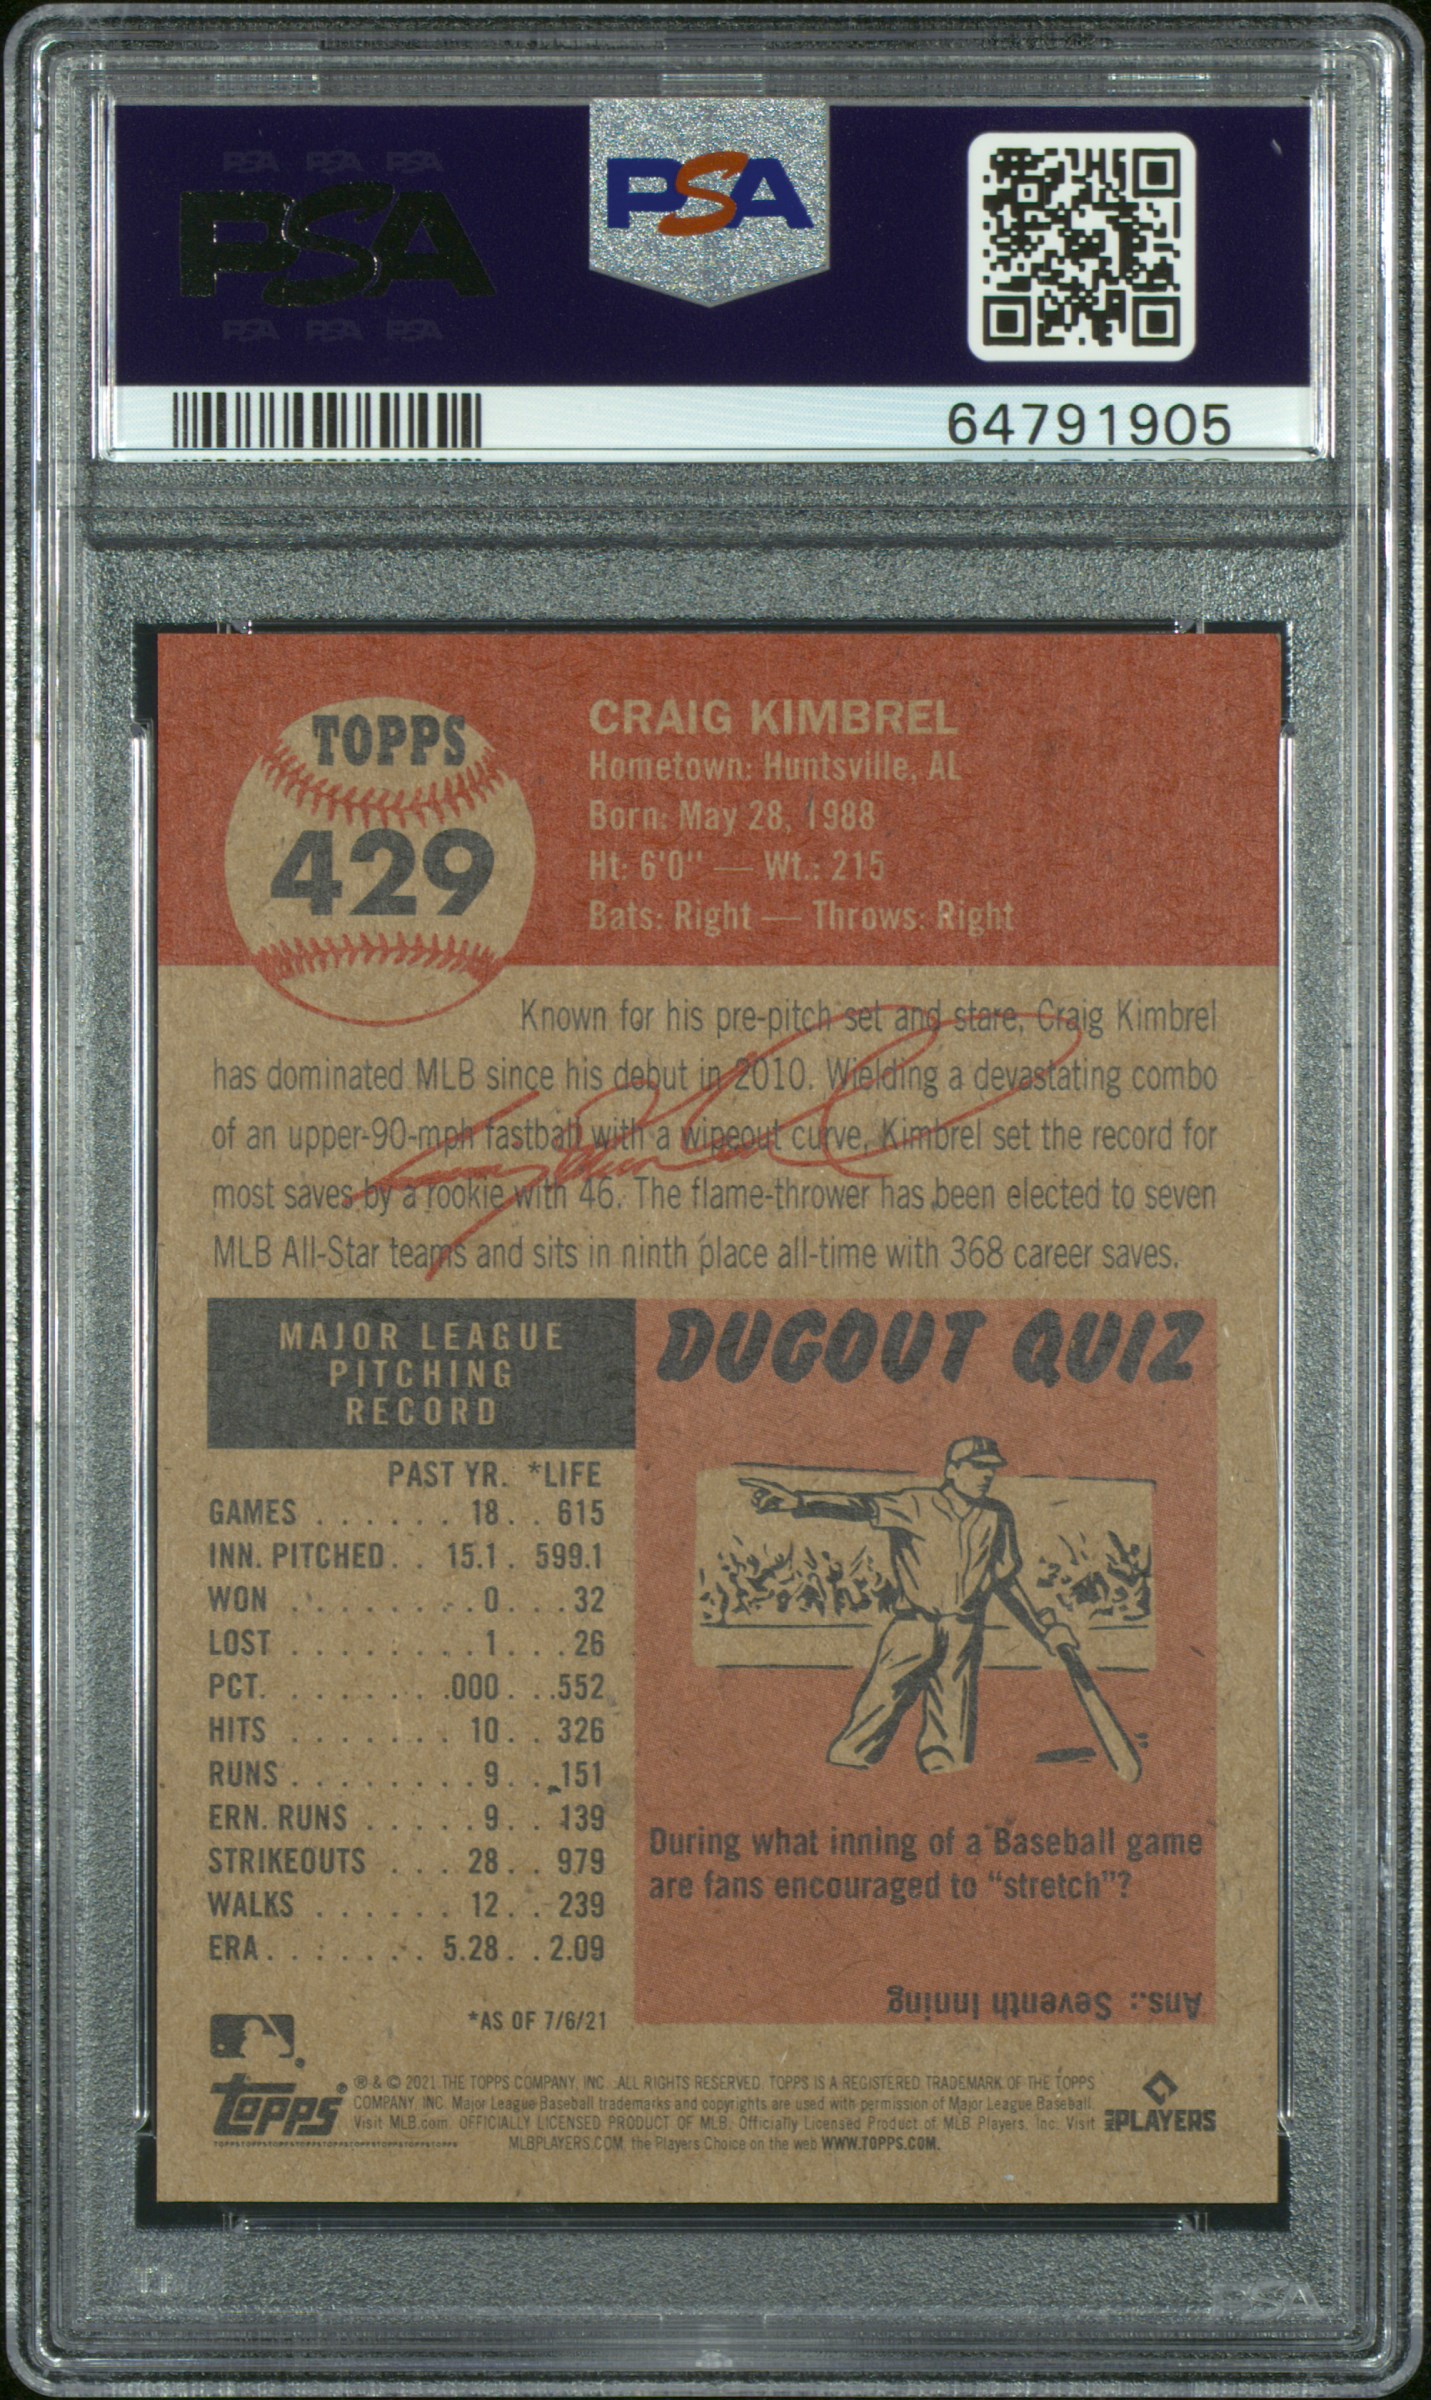 PSA PSA PSA
PSA
PSA PSA PSA
PSA
64791905
TOPPS
429
CRAIG KIMBREL
Hometown: Huntsville, AL
Born: May 28, 1988
Ht: 6'0" — Wt.: 215
Bats: Right — Throws: Right
Known for his pre-pitch set and stare, Craig Kimbrel
has dominated MLB since his debut in 2010. Wielding a devastating combo
of an upper-90-mph fastball with a wipeout curve, Kimbrel set the record for
most saves by a rookie with 46. The flame-thrower has been elected to seven
MLB All-Star teams and sits in ninth place all-time with 368 career saves.
MAJOR LEAGUE
PITCHING
RECORD
PAST YR. *LIFE
GAMES . . . . . . 18. . 615
INN. PITCHED. . 15.1 . 599.1
WON . . . . . . . . .0. . . 32
LOST . . . . . . . . . 1 . . . 26
PCT. . . . . . . . .000 . . .552
HITS . . . . . . . 10. . 326
RUNS . . . . . . . . . 9. . .151
ERN. RUNS . . . . . 9. . 139
STRIKEOUTS . . . 28. . 979
WALKS . . . . . . 12. . 239
ERA. . . . . . . 5.28. . 2.09
*AS OF 7/6/21
DUGOUT QUIZ
During what inning of a Baseball game
are fans encouraged to "stretch"?
Ans.: Seventh Inning
topps
® & © 2021 THE TOPPS COMPANY, INC. ALL RIGHTS RESERVED. TOPPS IS A REGISTERED TRADEMARK OF THE TOPPS
COMPANY, INC. Major League Baseball trademarks and copyrights are used with permission of Major League Baseball.
Visit MLB.com. OFFICIALLY LICENSED PRODUCT OF MLB. Officially Licensed Product of MLB Players, Inc. Visit
MLBPLAYERS.COM, the Players Choice on the web WWW.TOPPS.COM.
MLB PLAYERS
PSA